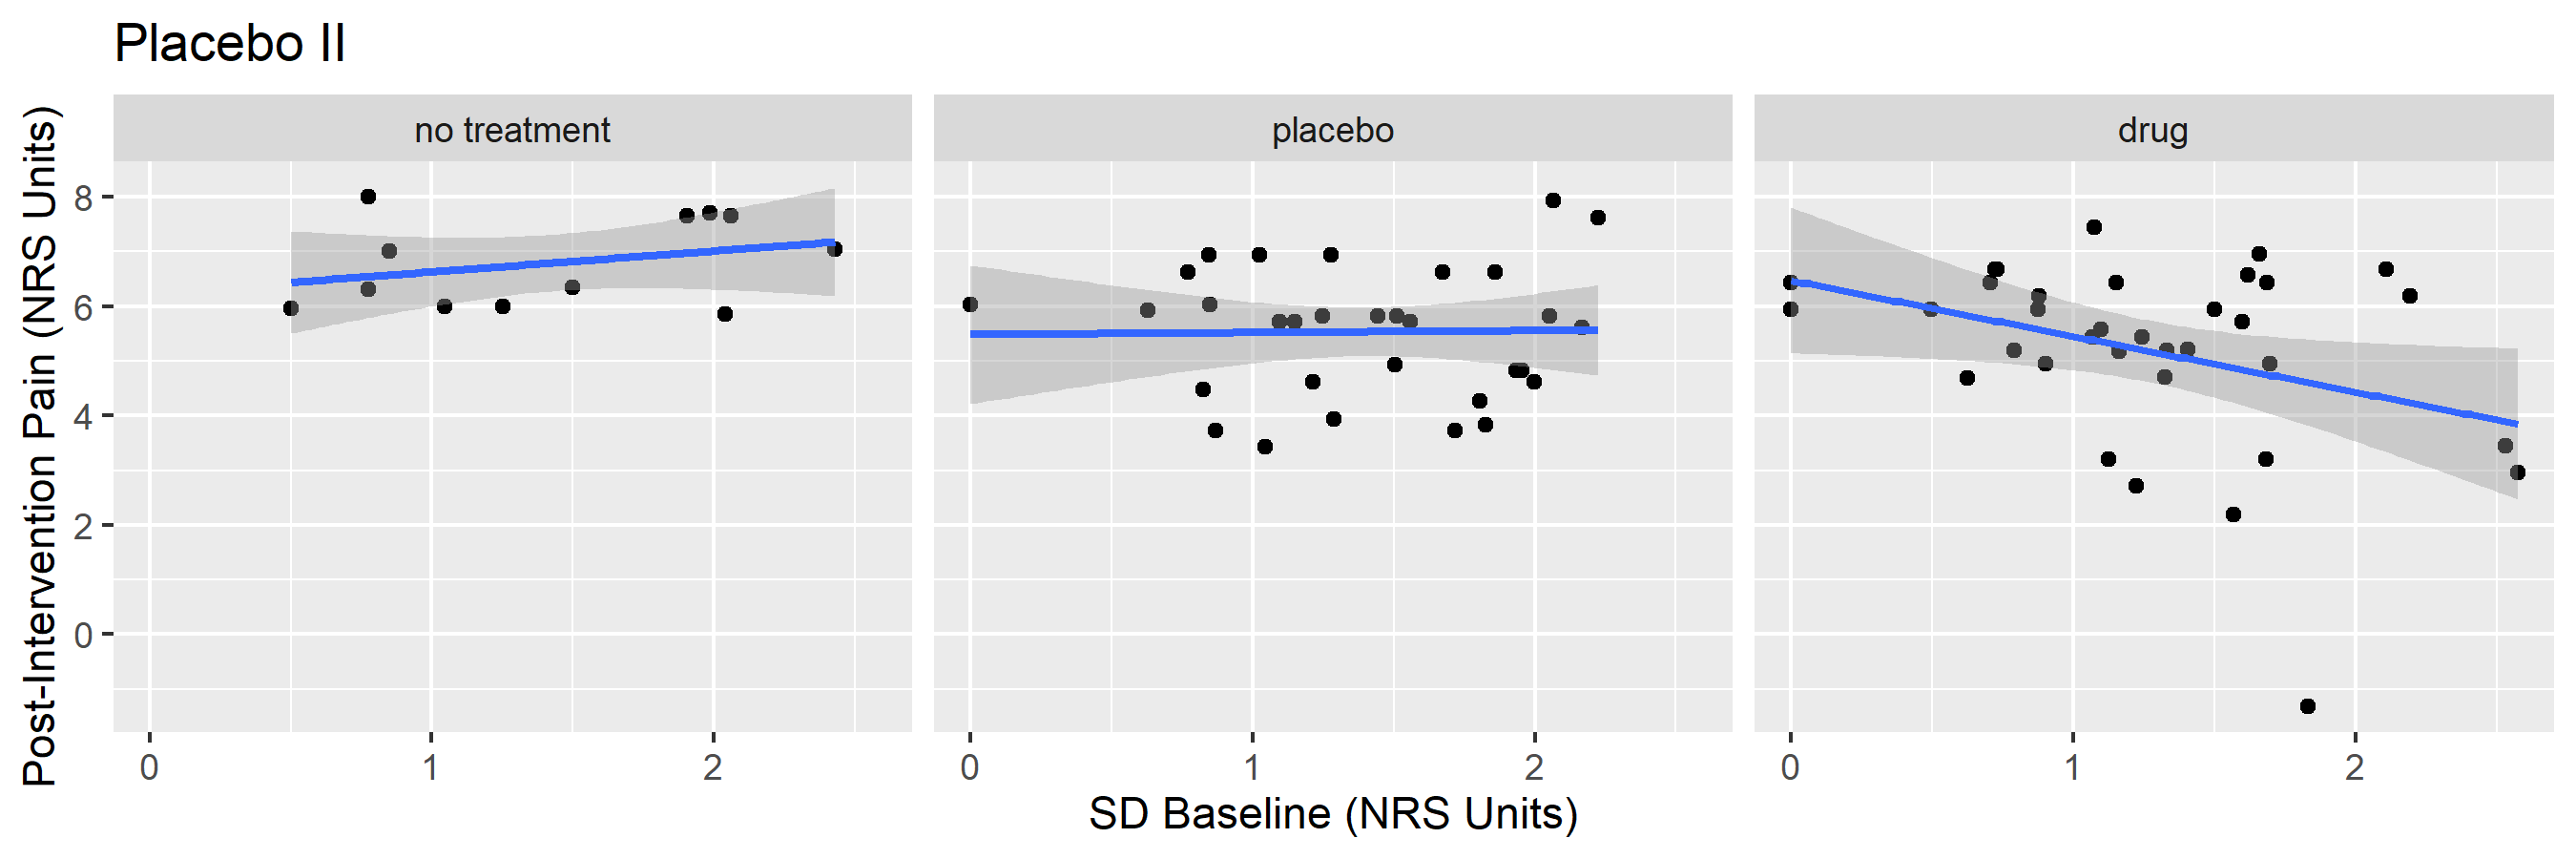 Placebo II
no treatment
placebo
drug
Post-Intervention Pain (NRS Units)
8
6
4
2
0
0 1 2
0 1 2
0 1 2
SD Baseline (NRS Units)